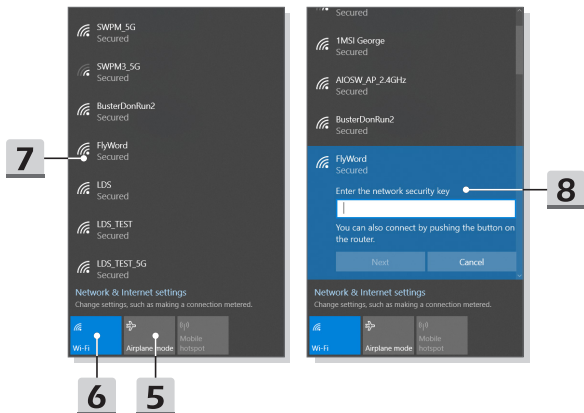 SWPM_5G
Secured
SWPM3_5G
Secured
BusterDonRun2
Secured
FlyWord
Secured
LDS
Secured
LDS_TEST
Secured
LDS_TEST_5G
Secured
Network & Internet settings
Change settings, such as making a connection metered.
Wi-Fi
Airplane mode
Mobile
hotspot
7
6
5
Secured
1MSI George
Secured
AIOSW_AP_2.4GHz
Secured
BusterDonRun2
Secured
FlyWord
Secured
Enter the network security key
You can also connect by pushing the button on
the router.
Next
Cancel
Network & Internet settings
Change settings, such as making a connection metered.
Wi-Fi
Airplane mode
Mobile
hotspot
8